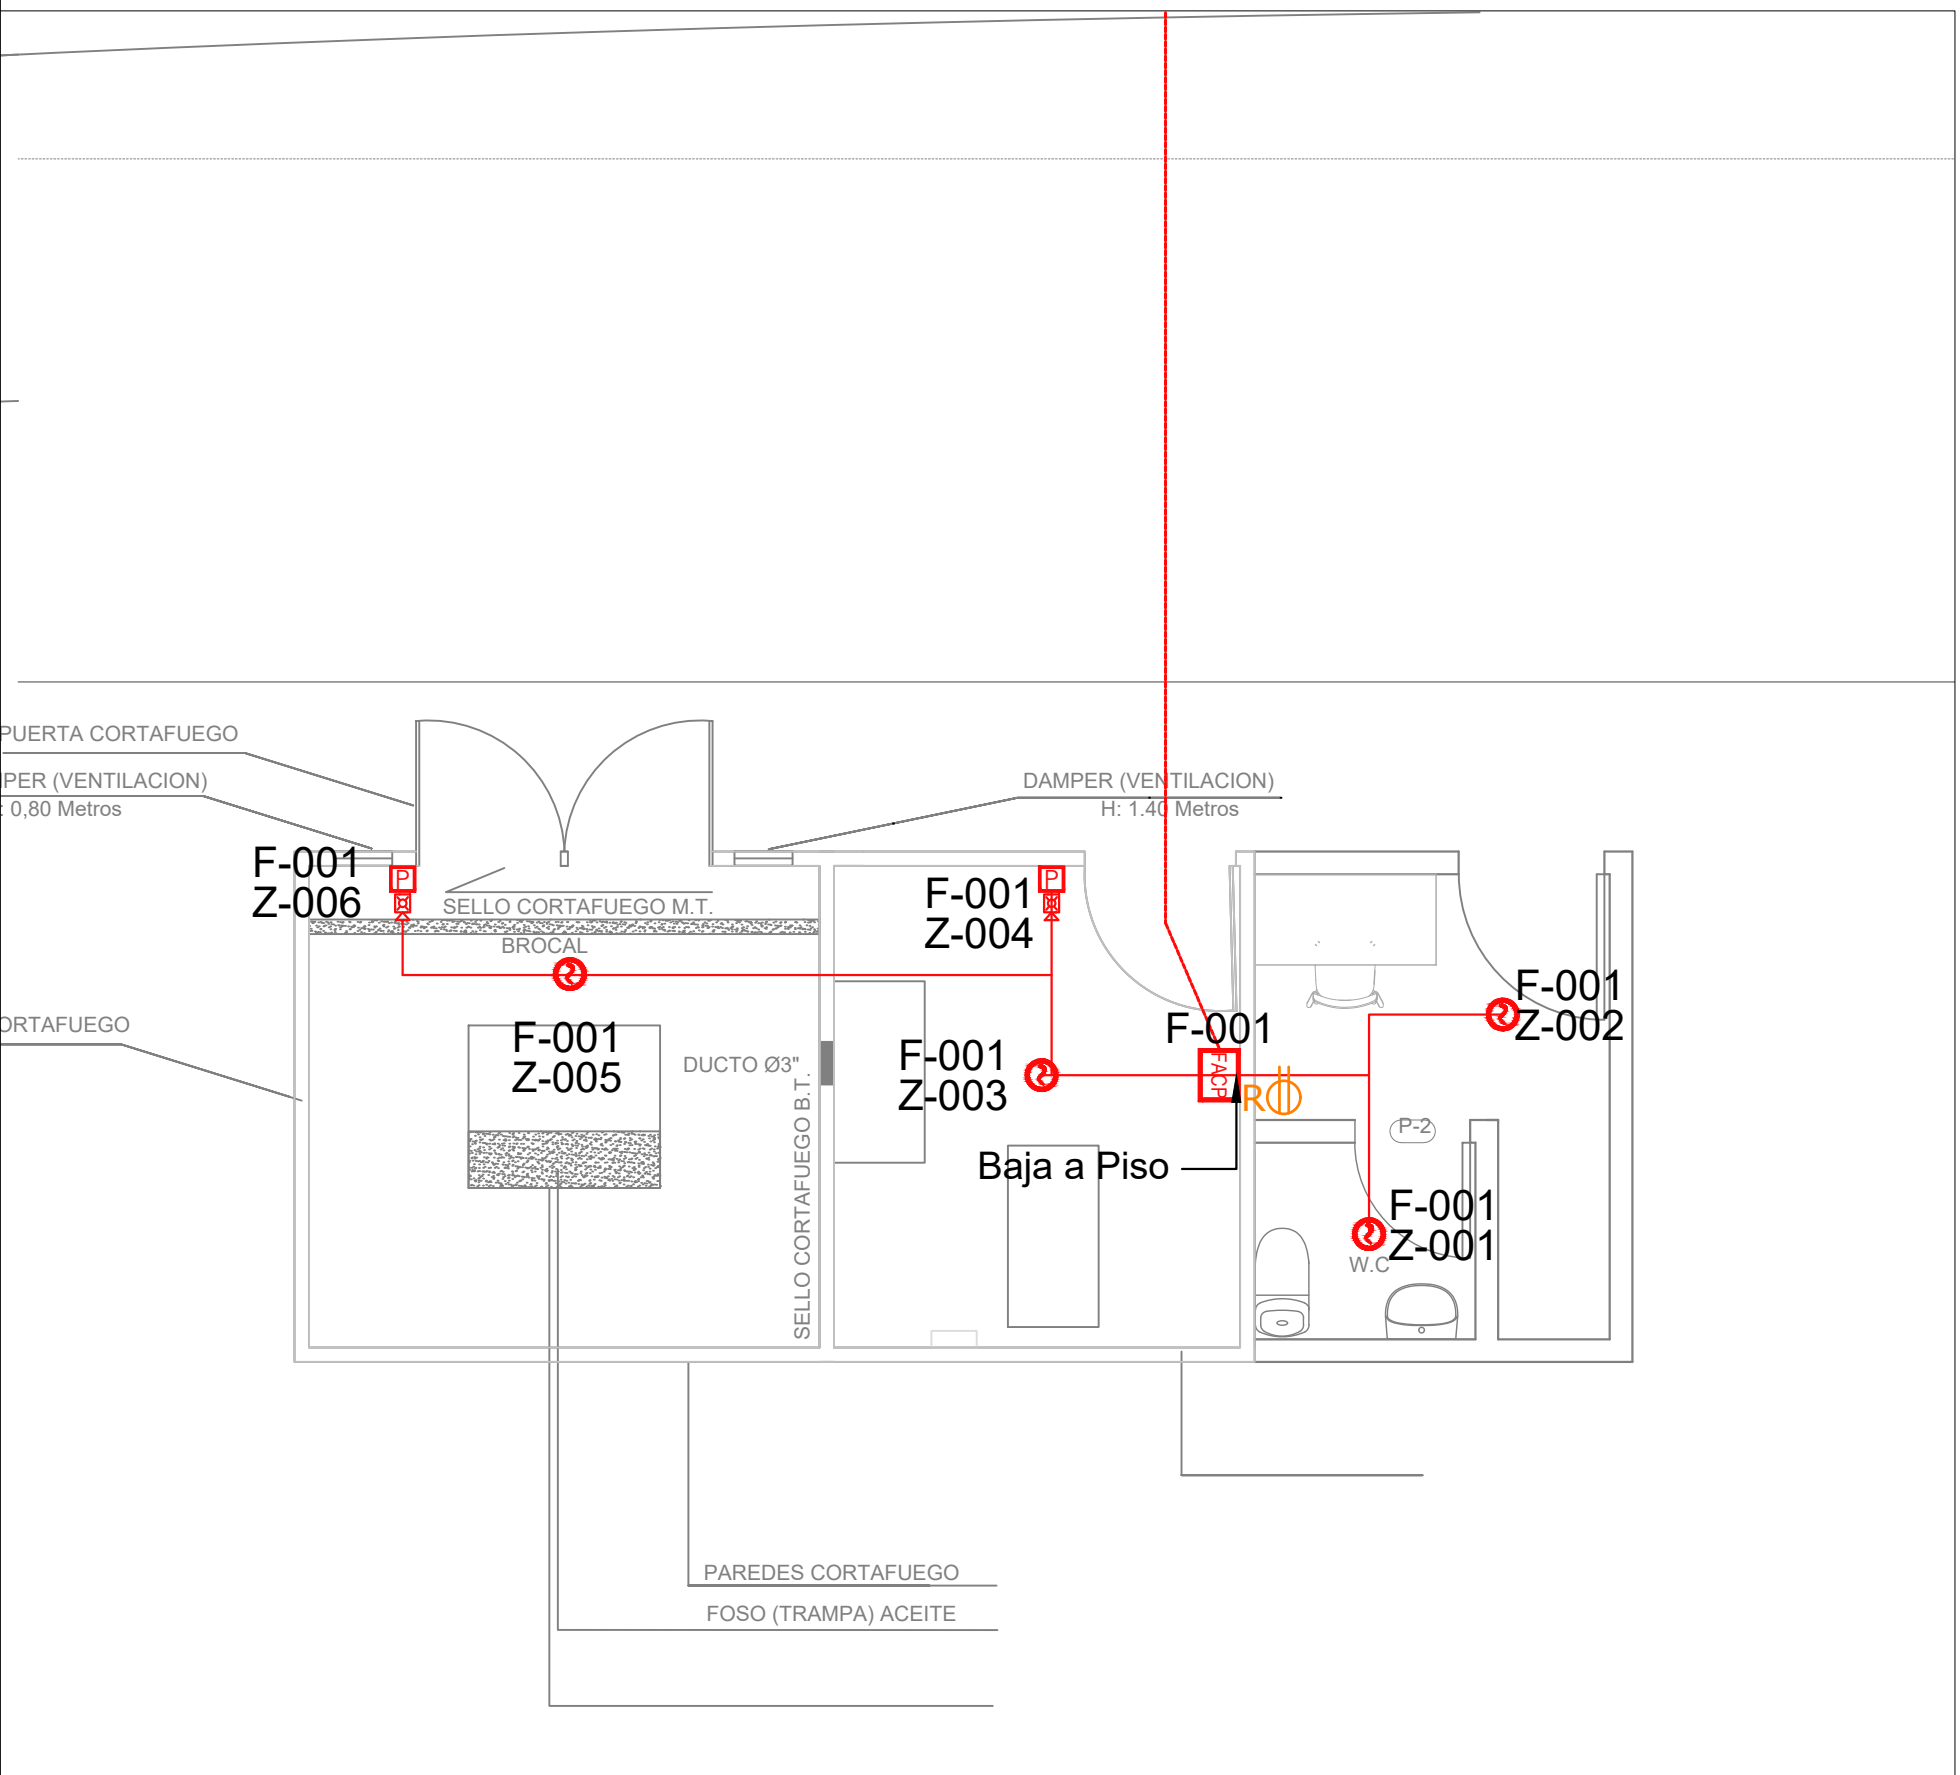 PUERTA CORTAFUEGO
MPER (VENTILACION)
: 0,80 Metros
DAMPER (VENTILACION)
H: 1.40 Metros
F-001
Z-006
P
SELLO CORTAFUEGO M.T.
BROCAL
F-001
Z-004
P
F-001
Z-002
ORTAFUEGO
F-001
Z-005
DUCTO Ø3"
SELLO CORTAFUEGO B.T.
F-001
Z-003
F-001
FACP
R
P-2
Baja a Piso
F-001
Z-001
W.C
PAREDES CORTAFUEGO
FOSO (TRAMPA) ACEITE